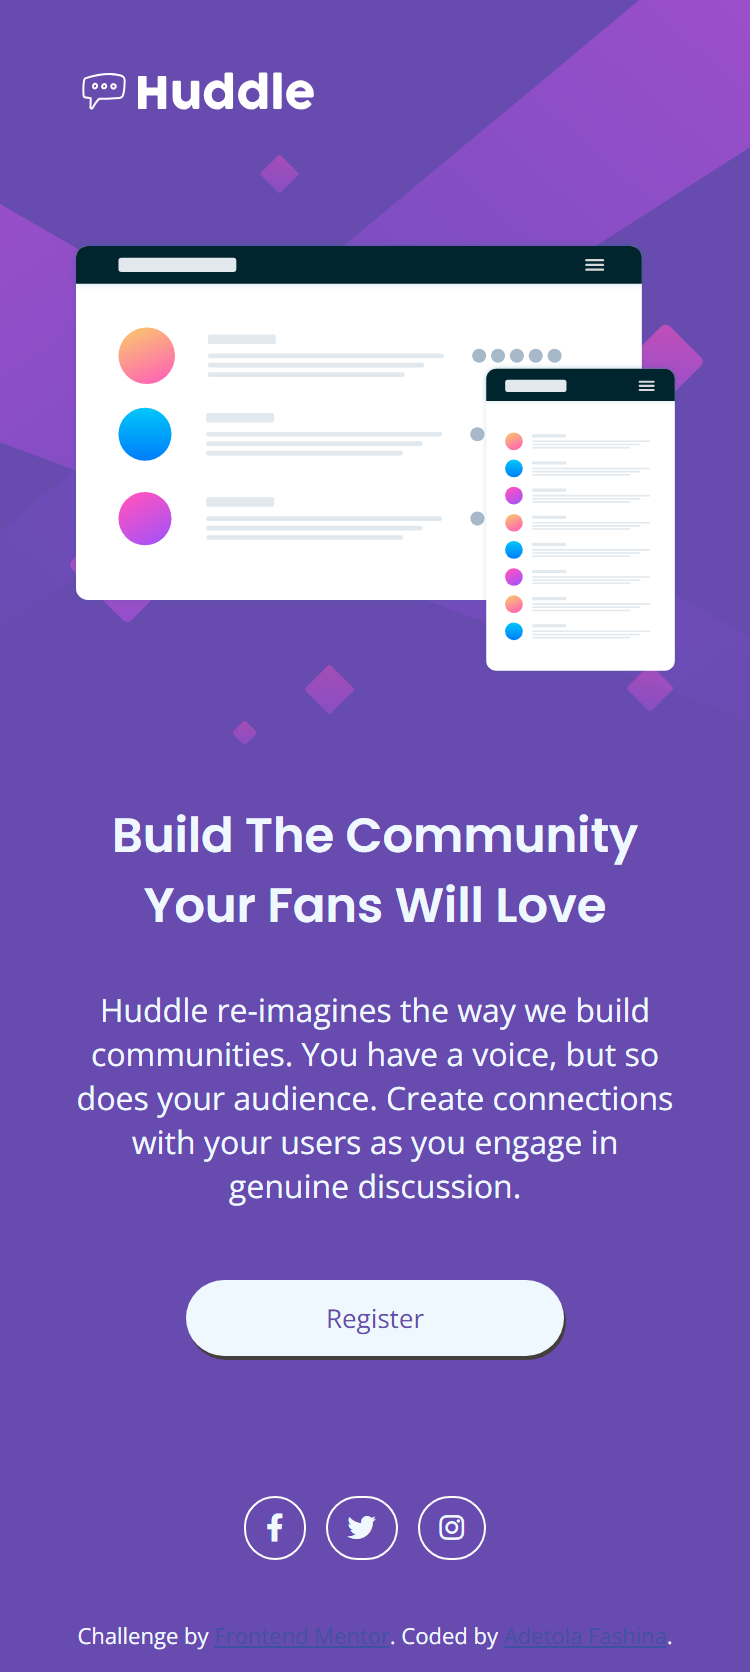 Huddle
Build The Community
Your Fans Will Love
Huddle re-imagines the way we build
communities. You have a voice, but so
does your audience. Create connections
with your users as you engage in
genuine discussion.
Register
Challenge by Frontend Mentor. Coded by Adetola Fashina.